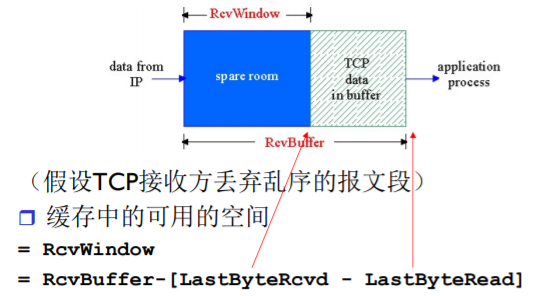 RcvWindow
data from
IP
spare room
TCP
data
in buffer
application
process
RcvBuffer
（假设TCP接收方丢弃乱序的报文段）
缓存中的可用的空间
= RcvWindow
= RcvBuffer-[LastByteRcvd - LastByteRead]